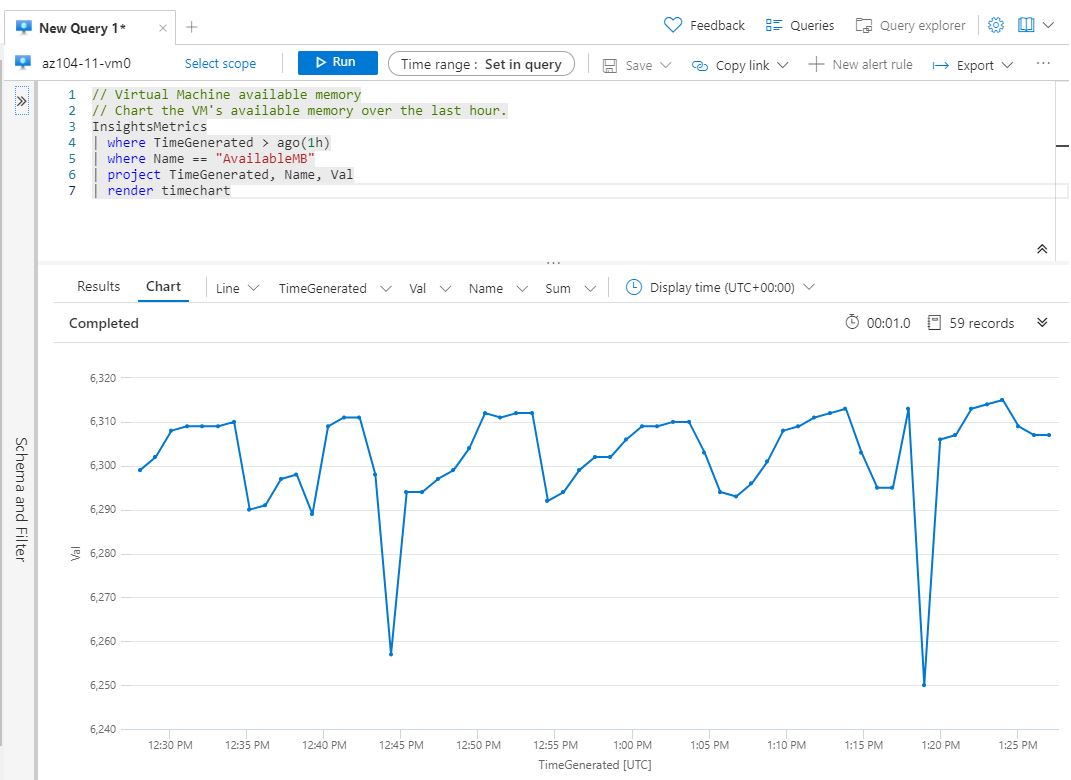 New Query 1*
Feedback
Queries
Query explorer
az104-11-vm0
Select scope
Run
Time range : Set in query
Save
Copy link
New alert rule
Export
1 // Virtual Machine available memory
2 // Chart the VM's available memory over the last hour.
3 InsightsMetrics
4 | where TimeGenerated > ago(1h)
5 | where Name == "AvailableMB"
6 | project TimeGenerated, Name, Val
7 | render timechart
Schema and Filter
Results Chart Line TimeGenerated Val Name Sum Display time (UTC+00:00)
Completed 00:01.0 59 records
6,320
6,310
6,300
6,290
6,280
6,270
6,260
6,250
6,240
Val
12:30 PM 12:35 PM 12:40 PM 12:45 PM 12:50 PM 12:55 PM 1:00 PM 1:05 PM 1:10 PM 1:15 PM 1:20 PM 1:25 PM
TimeGenerated [UTC]